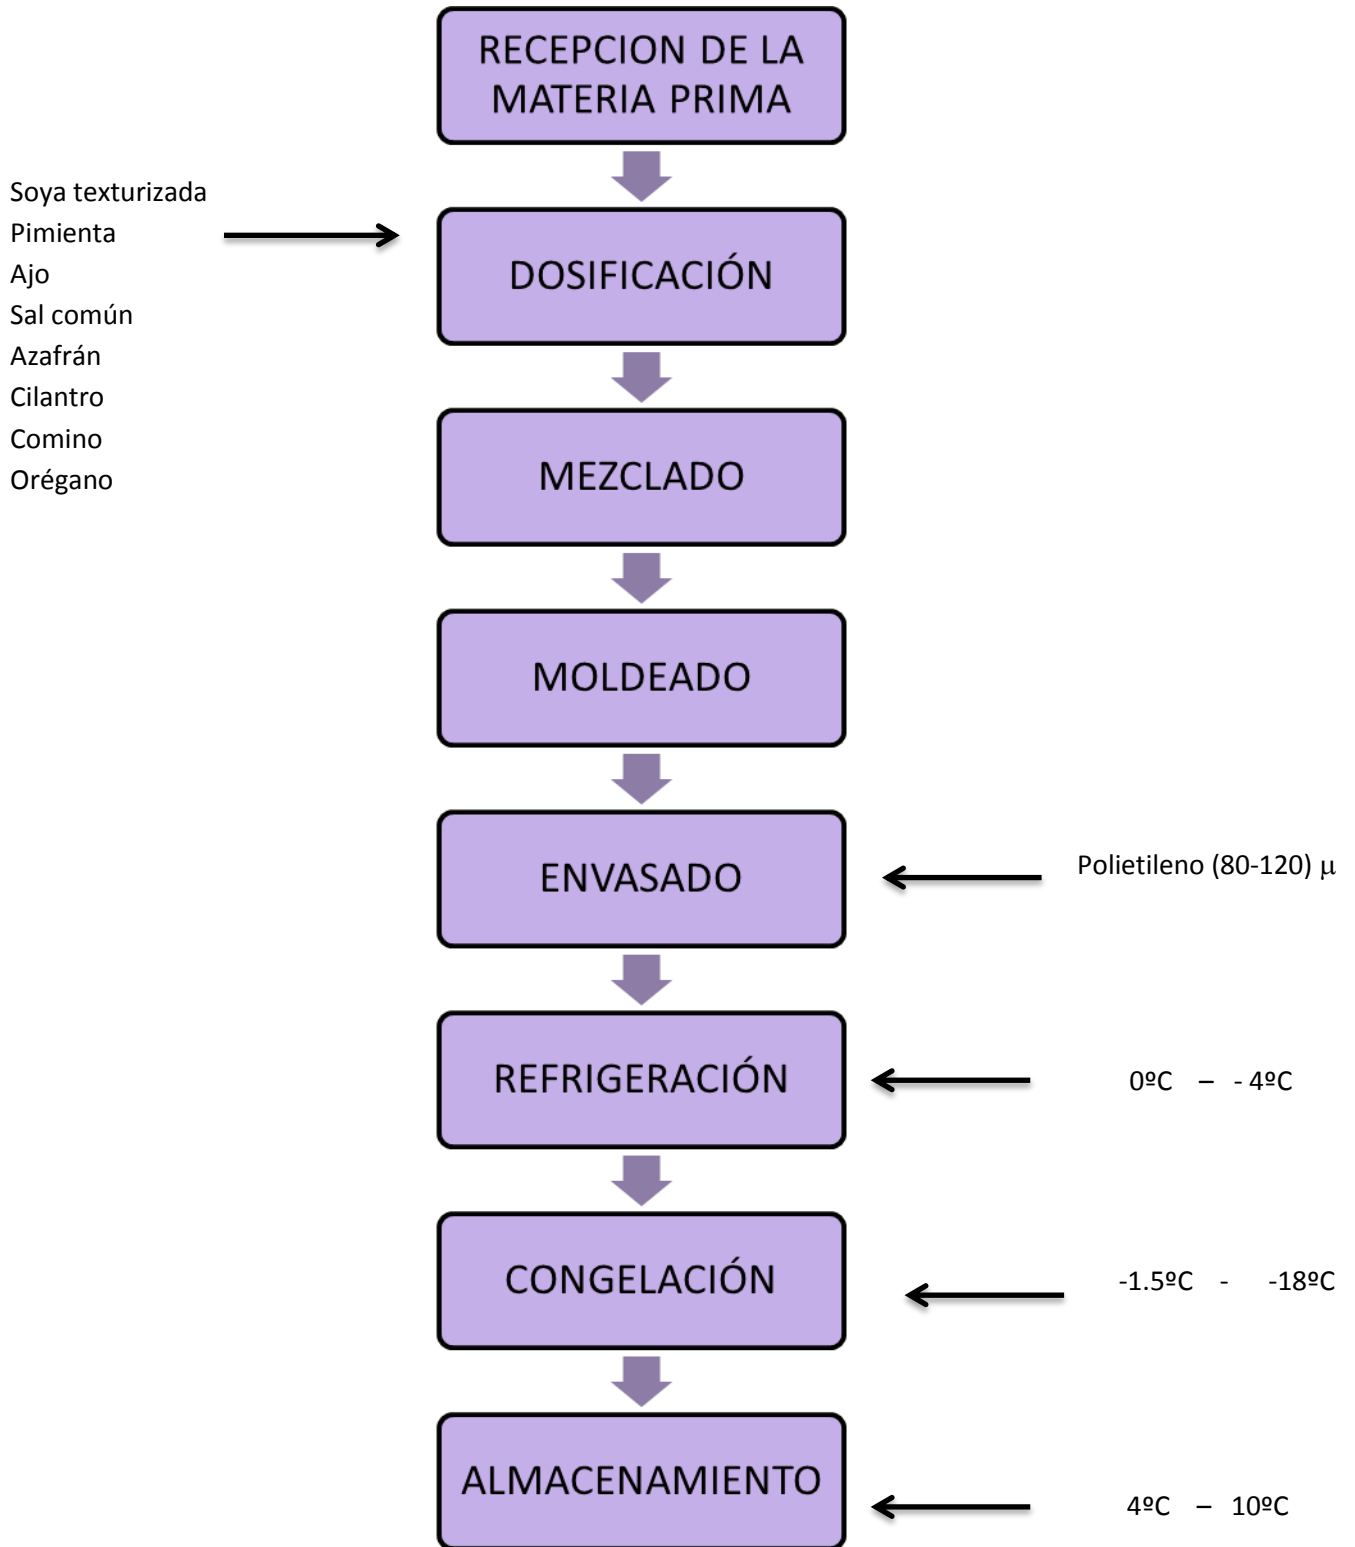 RECEPCION DE LA
MATERIA PRIMA
Soya texturizada
Pimienta
Ajo
Sal común
Azafrán
Cilantro
Comino
Orégano
DOSIFICACIÓN
MEZCLADO
MOLDEADO
ENVASADO
Polietileno (80-120) μ
REFRIGERACIÓN
0ºC – - 4ºC
CONGELACIÓN
-1.5ºC - -18ºC
ALMACENAMIENTO
4ºC – 10ºC